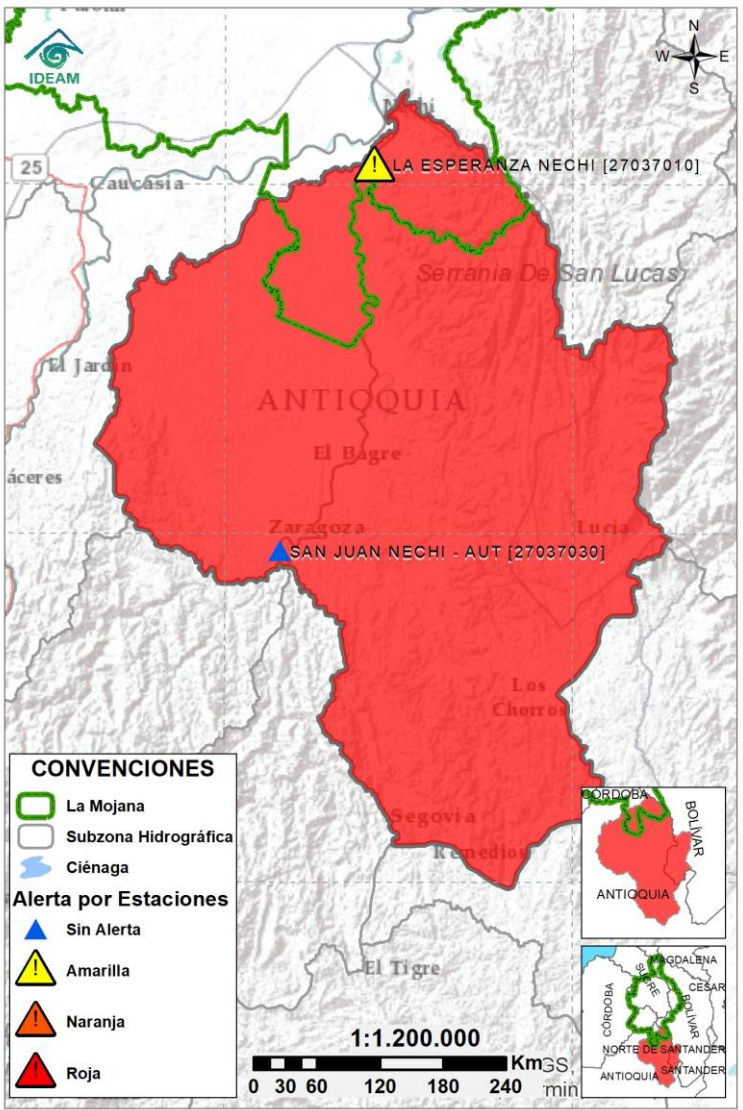 IDEAM
N
W E
S
Nechí
LA ESPERANZA NECHI [27037010]
25
Caucasia
Serranía De San Lucas
El Jardín
ANTIOQUIA
El Bagre
áceres
Zaragoza
Lucia
SAN JUAN NECHI - AUT [27037030]
Los
Chorros
Segovia
Remedios
El Tigre
CONVENCIONES
La Mojana
Subzona Hidrográfica
Ciénaga
Alerta por Estaciones
Sin Alerta
! Amarilla
! Naranja
! Roja
1:1.200.000
Km
0 30 60 120 180 240
GS,
min
CÓRDOBA
BOLÍVAR
ANTIOQUIA
MAGDALENA
SUCRE
CESAR
CÓRDOBA
BOLÍVAR
NORTE DE SANTANDER
ANTIOQUIA
SANTANDER